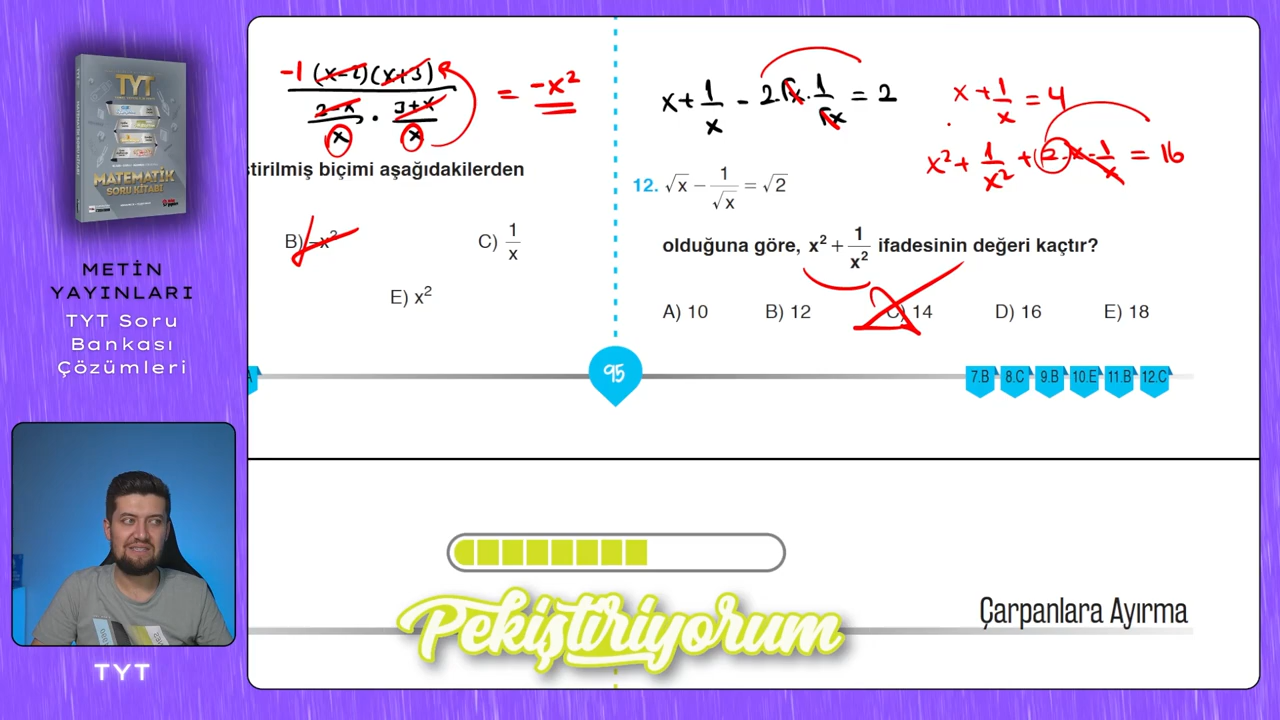 TYT
MATEMATİK
SORU KİTABI
METİN
YAYINLARI
TYT Soru
Bankası
Çözümleri
TYT
-1 (x-2)(x+3)
2-x / x · 3+x / x
= -x²
ştirilmiş biçimi aşağıdakilerden
B) -x²
C) 1/x
E) x²
x + 1/x - 2√x · 1/√x = 2
x + 1/x = 4
x² + 1/x² + 2·x·1/x = 16
12. √x - 1/√x = √2
olduğuna göre, x² + 1/x² ifadesinin değeri kaçtır?
A) 10 B) 12 C) 14 D) 16 E) 18
A
95
7.B 8.C 9.B 10.E 11.B 12.C
Pekiştiriyorum
Çarpanlara Ayırma